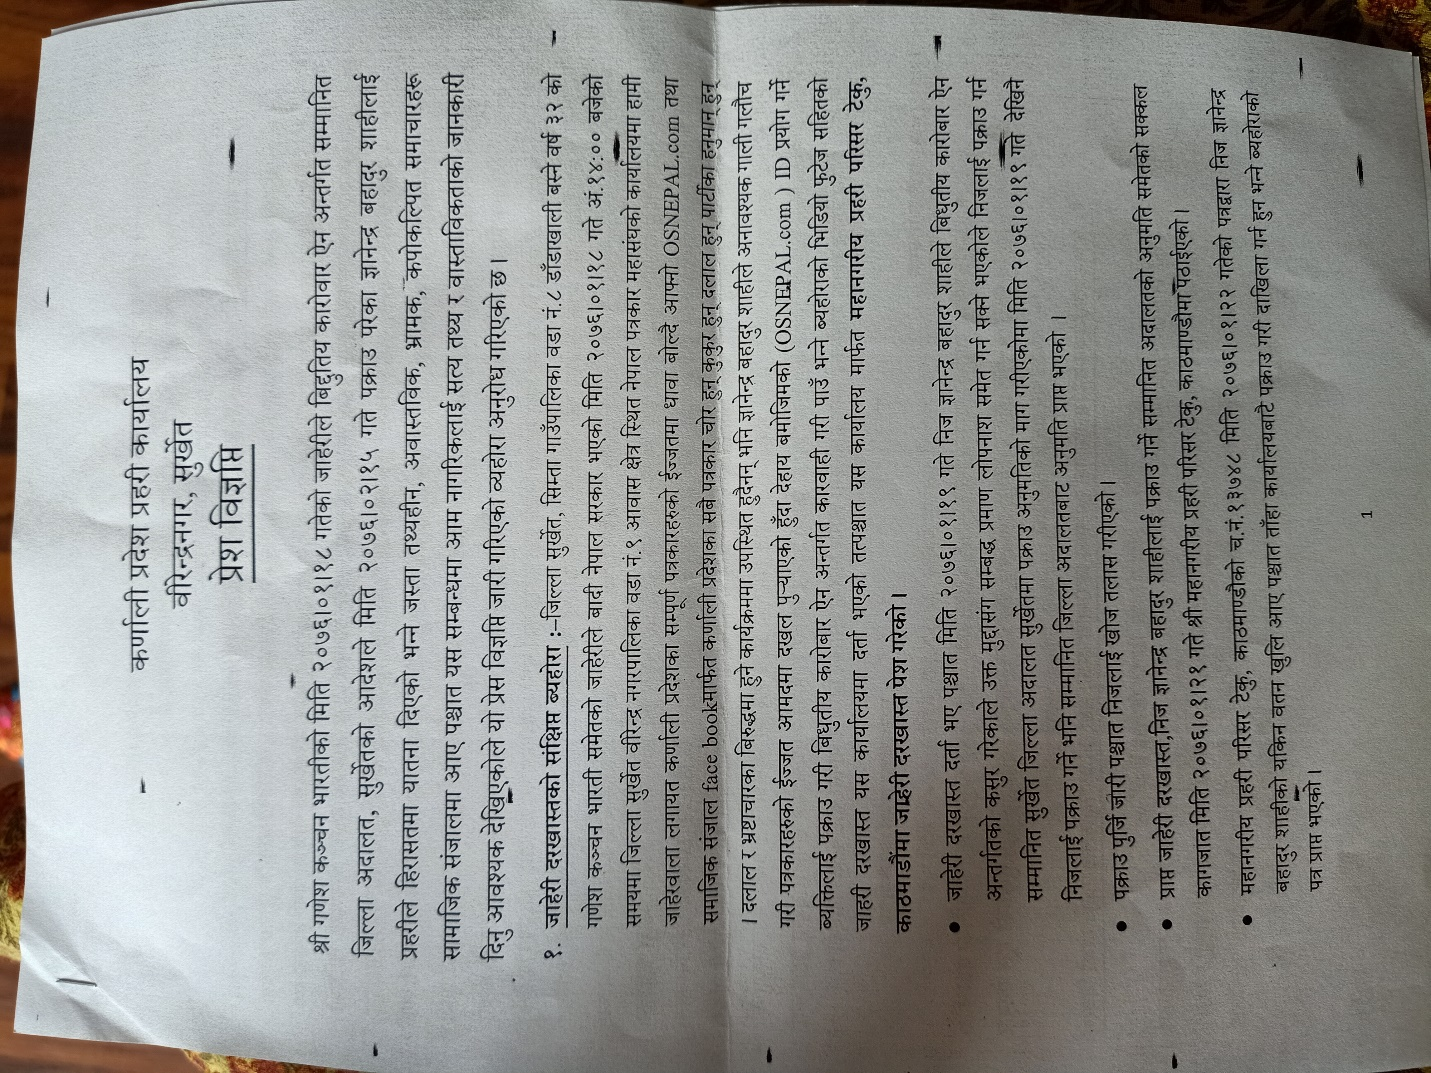 कर्णाली प्रदेश प्रहरी कार्यालय
वीरेन्द्रनगर, सुर्खेत
प्रेश विज्ञप्ति
श्री गणेश कञ्चन भारतीको मिति २०७६।०१।१८ गतेको जाहेरीले बिद्दुतिय कारोवार ऐन अन्तर्गत सम्मानित
जिल्ला अदालत, सुर्खेतको आदेशले मिति २०७६।०२।१५ गते पक्राउ परेका ज्ञानेन्द्र बहादुर शाहीलाई
प्रहरीले हिरासतमा यातना दिएको भन्ने जस्ता तथ्यहीन, अवास्तविक, भ्रामक, कपोकल्पित समाचारहरू
सामाजिक संजालमा आए पश्चात यस सम्बन्धमा आम नागरिकलाई सत्य तथ्य र वास्ताविकताको जानकारी
दिनु आवश्यक देखिएकोले यो प्रेस विज्ञप्ति जारी गरिएको व्यहोरा अनुरोध गरिएको छ।
१. जाहेरी दरखास्तको संक्षिप्त ब्यहोरा :–जिल्ला सुर्खेत, सिम्ता गाउँपालिका वडा नं.८ डाँडाखाली बस्ने वर्ष ३२ को
गणेश कञ्चन भारती समेतको जाहेरीले बादी नेपाल सरकार भएको मिति २०७६।०१।१८ गते अं.१४:०० बजेको
समयमा जिल्ला सुर्खेत वीरेन्द्र नगरपालिका वडा नं.९ आवास क्षेत्र स्थित नेपाल पत्रकार महासंघको कार्यालयमा हामी
जाहेरवाला लगायत कर्णाली प्रदेशका सम्पूर्ण पत्रकारहरुको ईज्जतमा धावा बोल्दै आफ्नो OSNEPAL.com तथा
समाजिक संजाल face bookमार्फत कर्णाली प्रदेशका सबै पत्रकार चोर हुन् कुकुर हुन् दलाल हुन् पार्टीका हनुमान हुन्
। दलाल र भ्रष्टाचारका बिरुद्धमा हुने कार्यक्रममा उपस्थित हुदैनन् भनि ज्ञानेन्द्र बहादुर शाहीले अनावश्यक गाली गलौच
गरी पत्रकारहरुको ईज्जत आमदमा दखल पुऱ्याएको हुँदा देहाय बमोजिमको (OSNEPAL.com ) ID प्रयोग गर्ने
ब्यक्तिलाई पक्राउ गरी बिधुतीय कारोबार ऐन अन्तर्गत कारवाही गरी पाउँ भन्ने ब्यहोराको भिडियो फुटेज सहितको
जाहेरी दरखास्त यस कार्यालयमा दर्ता भएको तत्पश्चात यस कार्यालय मार्फत महानगरीय प्रहरी परिसर टेकु,
काठमाडौंमा जाहेरी दरखास्त पेश गरेको।
● जाहेरी दरखास्त दर्ता भए पश्चात मिति २०७६।०१।१९ गते निज ज्ञानेन्द्र बहादुर शाहीले बिधुतीय कारोबार ऐन
अन्तर्गतको कसुर गरेकाले उक्त मुद्दासंग सम्बद्ध प्रमाण लोपनाश समेत गर्न सक्ने भएकोले निजलाई पक्राउ गर्न
सम्मानित सुर्खेत जिल्ला अदालत सुर्खेतमा पक्राउ अनुमतिको माग गरीएकोमा मिति २०७६।०१।१९ गते देखिनै
निजलाई पक्राउ गर्ने भनि सम्मानित जिल्ला अदालतबाट अनुमति प्राप्त भएको ।
● पक्राउ पुर्जि जारी पश्चात निजलाई खोज तलास गरीएको।
● प्राप्त जाहेरी दरखास्त,निज ज्ञानेन्द्र बहादुर शाहीलाई पक्राउ गर्ने सम्मानित अदालतको अनुमति समेतको सक्कल
कागजात मिति २०७६।०१।२१ गते श्री महानगरीय प्रहरी परिसर टेकु, काठमाण्डौमा पठाईएको।
● महानगरीय प्रहरी परिसर टेकु, काठमाण्डौको च.नं.१३७४८ मिति २०७६।०१।२२ गतेको पत्रद्वारा निज ज्ञानेन्द्र
बहादुर शाहीको यकिन वतन खुलि आए पश्चात ताँहा कार्यालयबाटै पक्राउ गरी दाखिला गर्न हुन भन्ने ब्यहोराको
पत्र प्राप्त भएको।
1